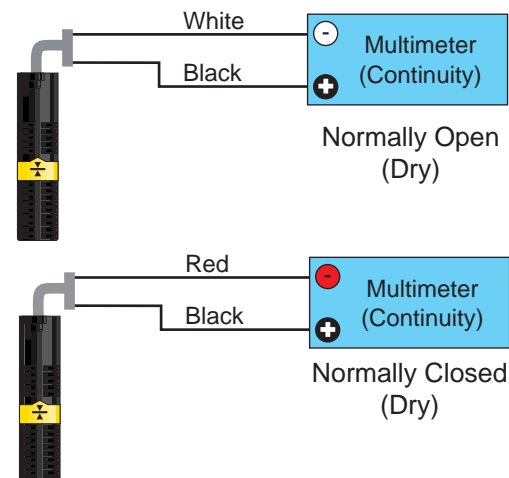 White
-
Multimeter
(Continuity)
Black
+
Normally Open
(Dry)
Red
-
Multimeter
(Continuity)
Black
+
Normally Closed
(Dry)